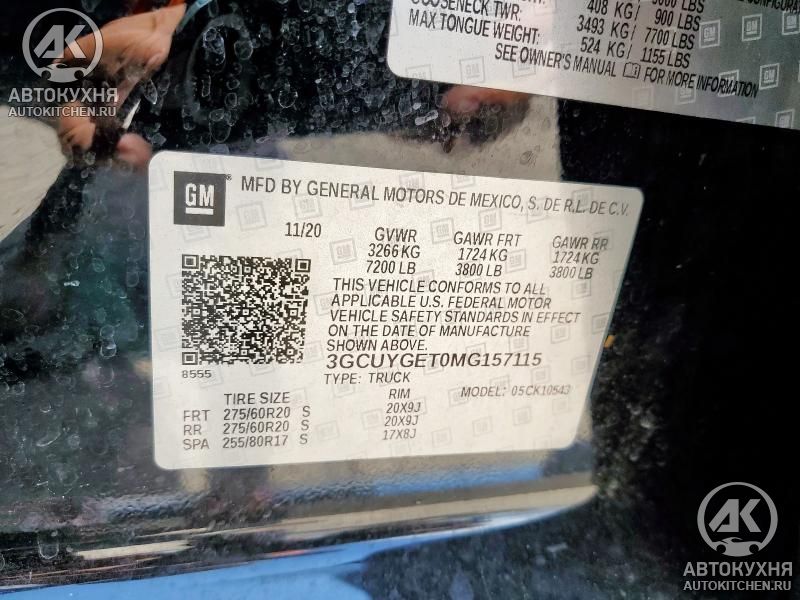 5000 LBS
GOOSENECK TWR: 408 KG / 900 LBS
3493 KG / 7700 LBS
MAX TONGUE WEIGHT: 524 KG / 1155 LBS
SEE OWNER'S MANUAL FOR MORE INFORMATION
AK
АВТОКУХНЯ
AUTOKITCHEN.RU
GM MFD BY GENERAL MOTORS DE MEXICO, S. DE R.L. DE C.V.
11/20 GVWR GAWR FRT GAWR RR
3266 KG 1724 KG 1724 KG
7200 LB 3800 LB 3800 LB
THIS VEHICLE CONFORMS TO ALL
APPLICABLE U.S. FEDERAL MOTOR
VEHICLE SAFETY STANDARDS IN EFFECT
ON THE DATE OF MANUFACTURE
SHOWN ABOVE.
8555 3GCUYGET0MG157115
TYPE: TRUCK MODEL: 05CK10543
TIRE SIZE RIM
FRT 275/60R20 S 20X9J
RR 275/60R20 S 20X9J
SPA 255/80R17 S 17X8J
AK
АВТОКУХНЯ
AUTOKITCHEN.RU